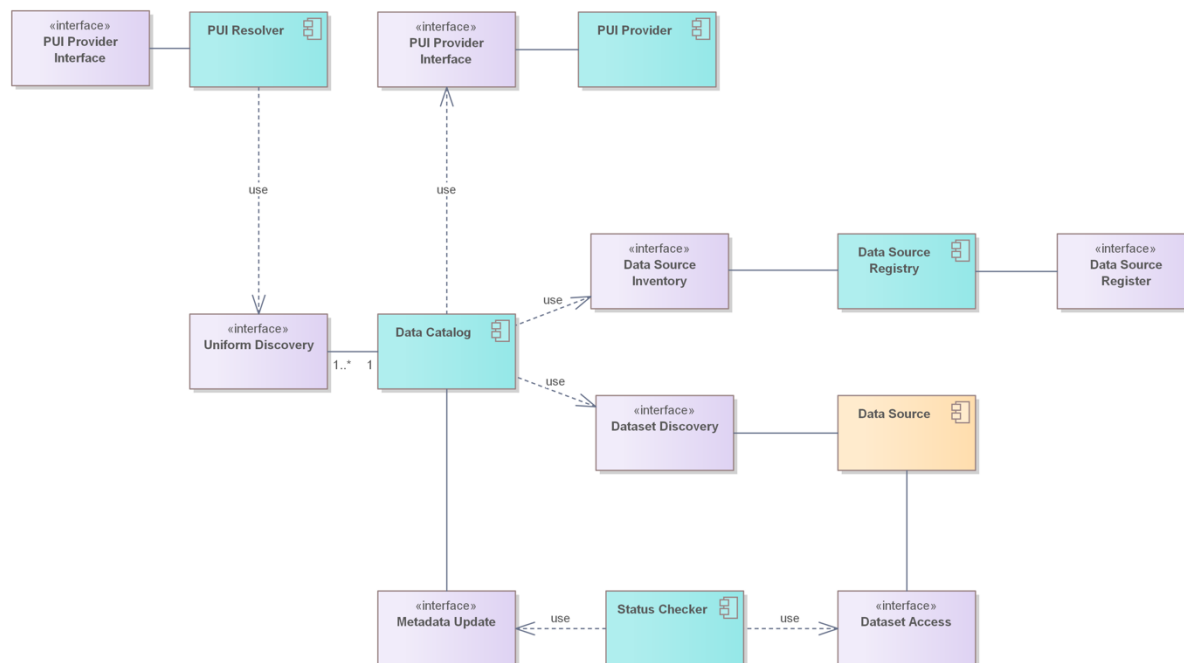 «interface»
PUI Provider
Interface
PUI Resolver
«interface»
PUI Provider
Interface
PUI Provider
use
use
«interface»
Data Source
Inventory
Data Source
Registry
«interface»
Data Source
Register
use
«interface»
Uniform Discovery
1..*
1
Data Catalog
use
«interface»
Dataset Discovery
Data Source
«interface»
Metadata Update
use
Status Checker
use
«interface»
Dataset Access